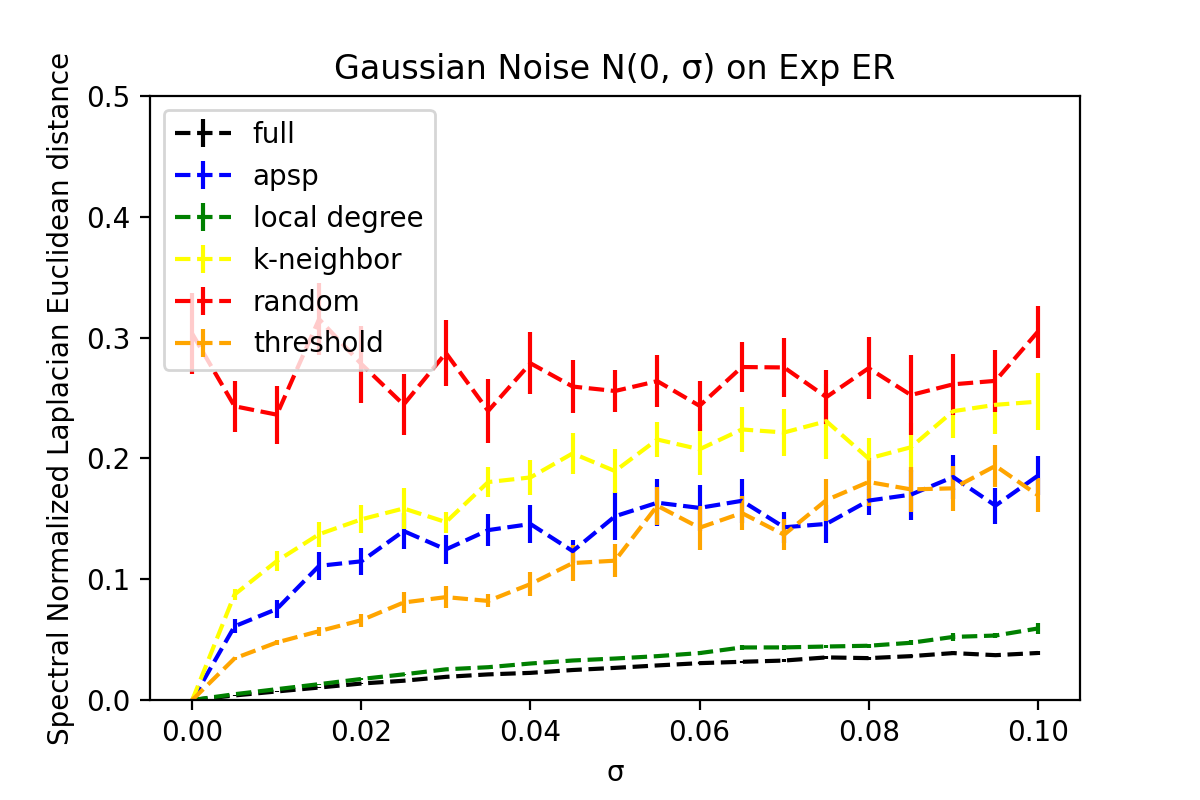 Gaussian Noise N(0, σ) on Exp ER
Spectral Normalized Laplacian Euclidean distance
0.5
0.4
0.3
0.2
0.1
0.0
full
apsp
local degree
k-neighbor
random
threshold
0.00 0.02 0.04 0.06 0.08 0.10
σ